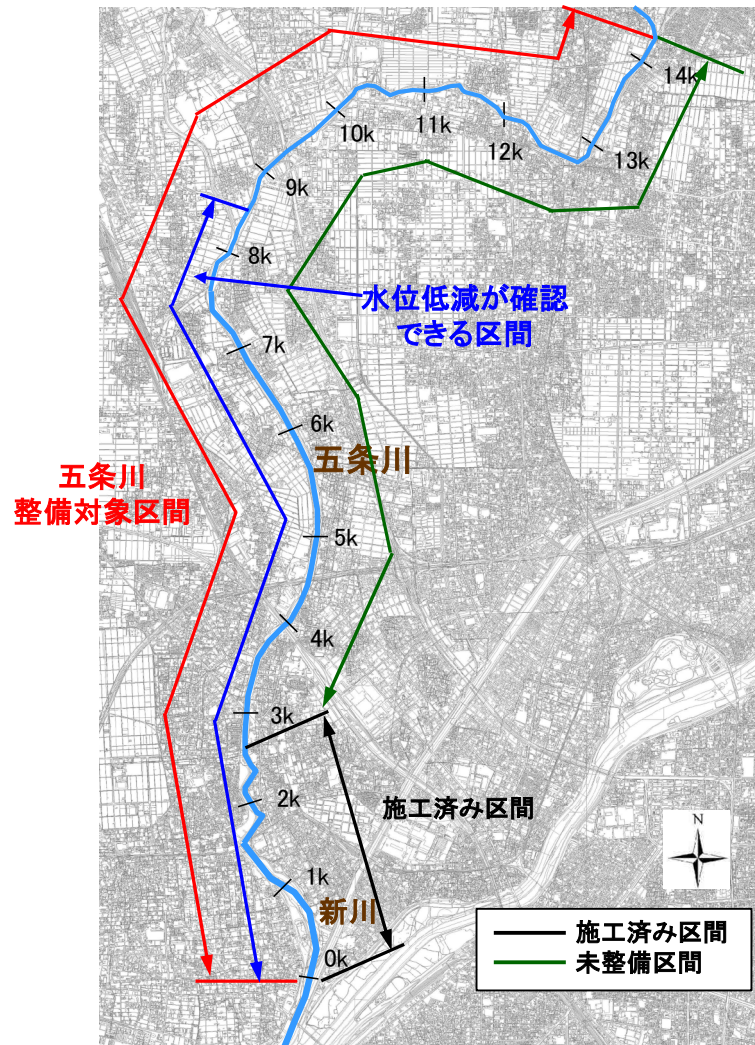 14k
10k
11k
12k
13k
9k
8k
水位低減が確認
できる区間
7k
6k
五条川
五条川
整備対象区間
5k
4k
3k
2k
施工済み区間
N
1k
新川
0k
施工済み区間
未整備区間